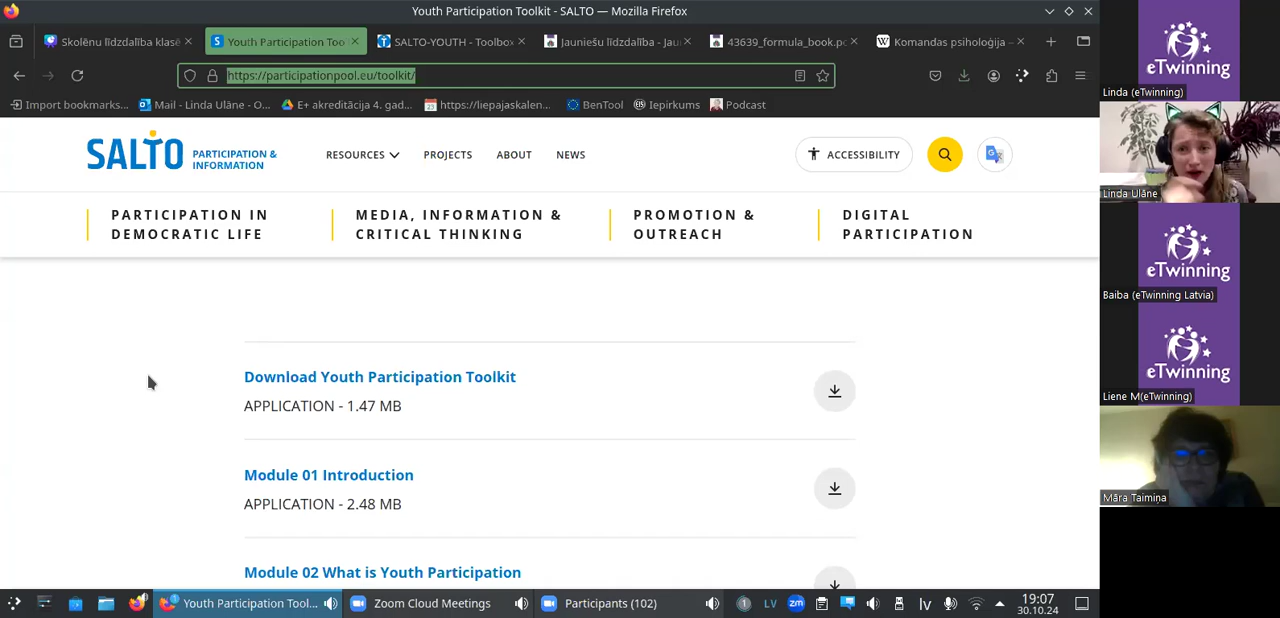 Youth Participation Toolkit - SALTO — Mozilla Firefox
Skolēnu līdzdalība klasē
Youth Participation Too
SALTO-YOUTH - Toolbox
Jauniešu līdzdalība - Jau
43639_formula_book.pc
Komandas psiholoģija –
https://participationpool.eu/toolkit/
Import bookmarks...
Mail - Linda Ulāne - O...
E+ akreditācija 4. gad...
https://liepajaskalen...
BenTool
Iepirkums
Podcast
SALTO PARTICIPATION & INFORMATION
RESOURCES
PROJECTS
ABOUT
NEWS
ACCESSIBILITY
PARTICIPATION IN
DEMOCRATIC LIFE
MEDIA, INFORMATION &
CRITICAL THINKING
PROMOTION &
OUTREACH
DIGITAL
PARTICIPATION
Download Youth Participation Toolkit
APPLICATION - 1.47 MB
Module 01 Introduction
APPLICATION - 2.48 MB
Module 02 What is Youth Participation
Youth Participation Tool...
Zoom Cloud Meetings
Participants (102)
LV
zm
lv
19:07
30.10.24
eTwinning
Linda (eTwinning)
Linda Ulāne
eTwinning
Baiba (eTwinning Latvia)
eTwinning
Liene M(eTwinning)
Māra Taimiņa